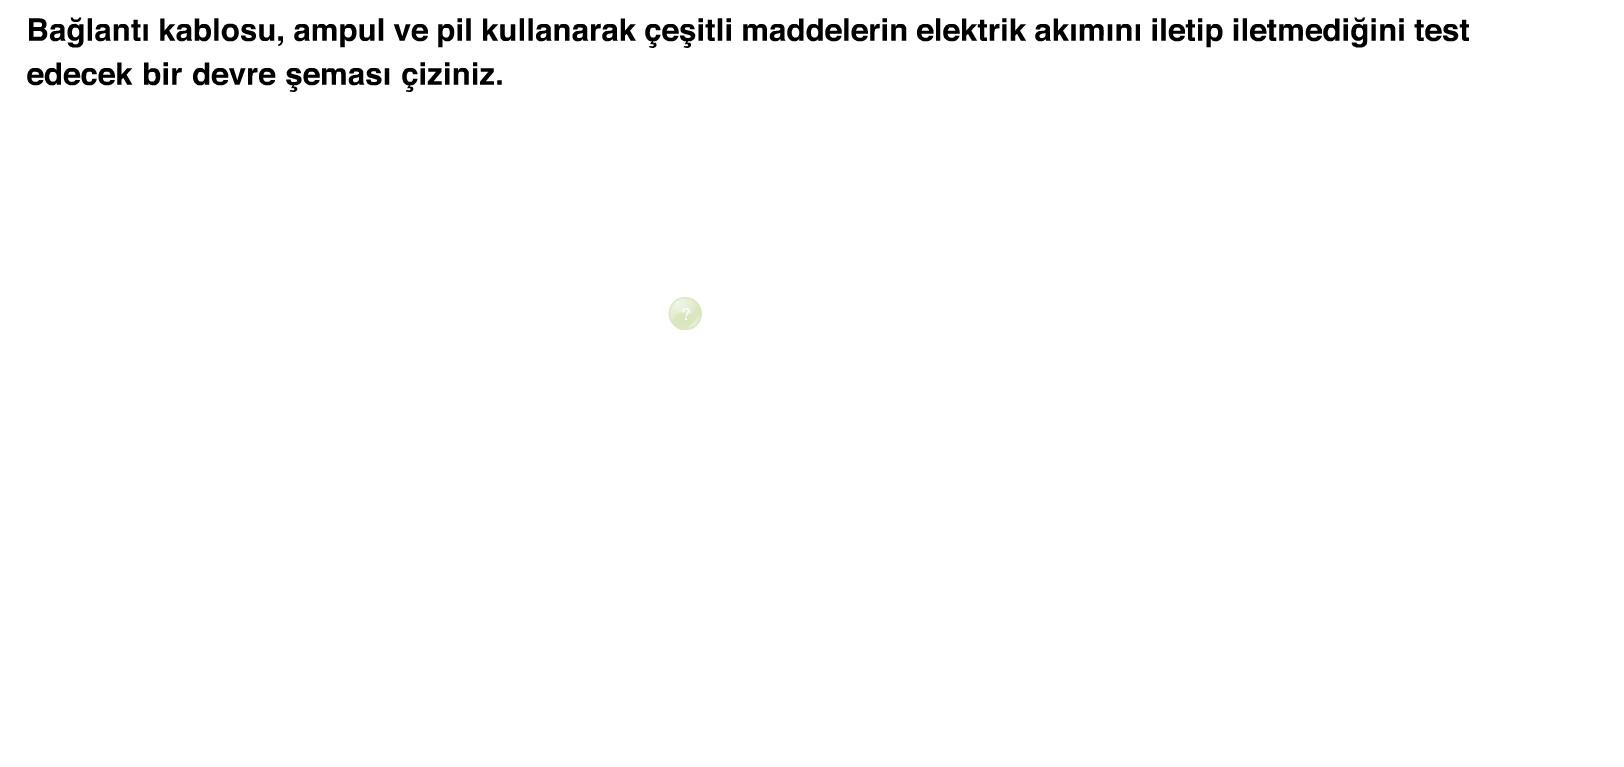 Bağlantı kablosu, ampul ve pil kullanarak çeşitli maddelerin elektrik akımını iletip iletmediğini test
edecek bir devre şeması çiziniz.
?